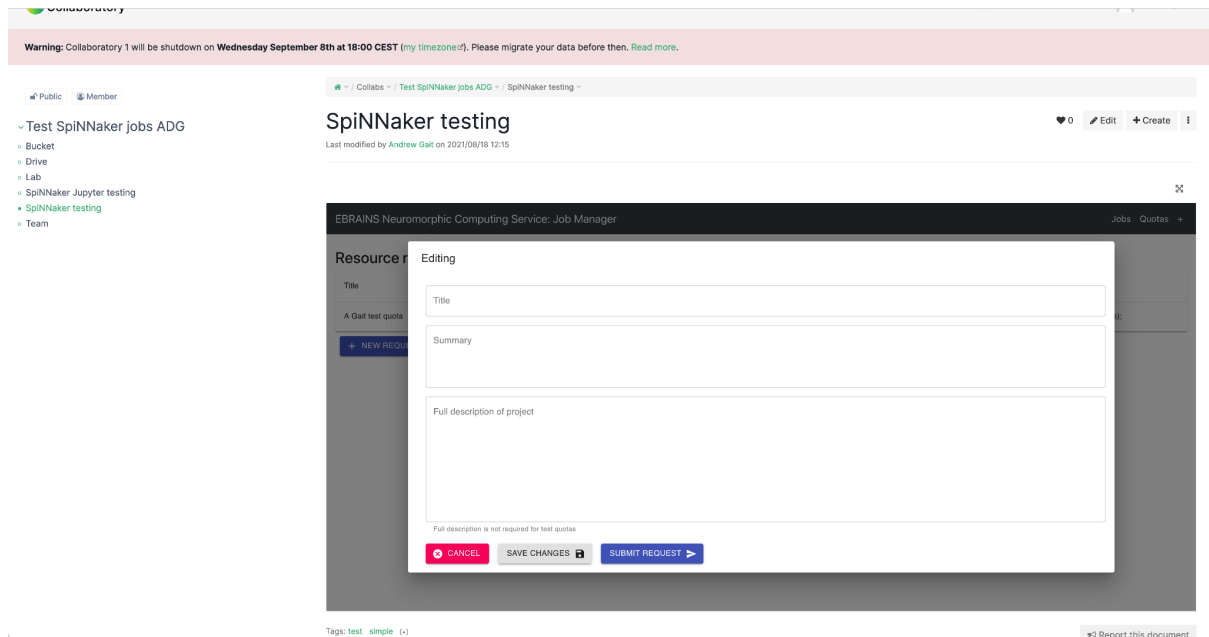 Collaboratory
Warning: Collaboratory 1 will be shutdown on Wednesday September 8th at 18:00 CEST (my timezone). Please migrate your data before then. Read more.
Public Member
/ Collabs / Test SpiNNaker jobs ADG / SpiNNaker testing
Test SpiNNaker jobs ADG
Bucket
Drive
Lab
SpiNNaker Jupyter testing
SpiNNaker testing
Team
SpiNNaker testing
0 Edit + Create
Last modified by Andrew Gait on 2021/08/18 12:15
EBRAINS Neuromorphic Computing Service: Job Manager
Jobs Quotas +
Resource r
Title
A Gait test quota
s);
+ NEW REQU
Editing
Title
Summary
Full description of project
Full description is not required for test quotas
CANCEL SAVE CHANGES SUBMIT REQUEST
Tags: test simple [+]
Report this document